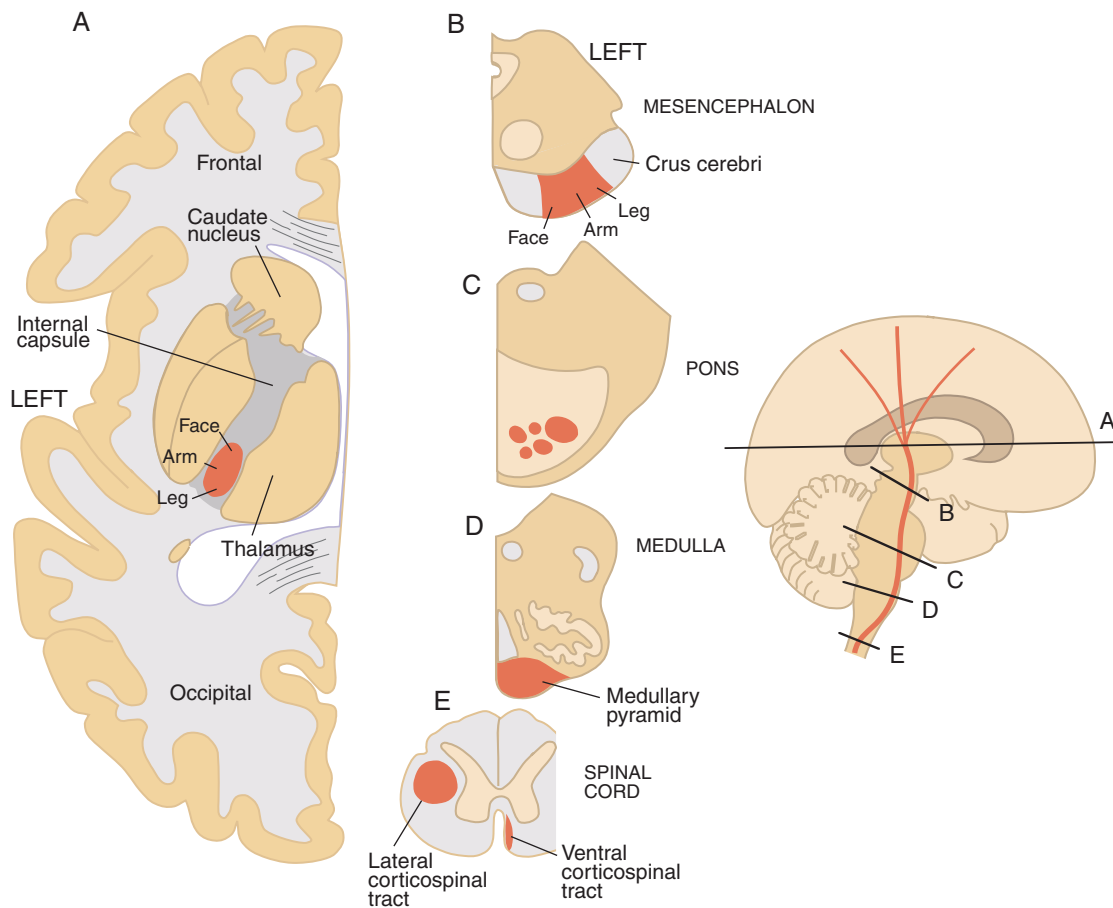 A
Frontal
Caudate
nucleus
Internal
capsule
LEFT
Face
Arm
Leg
Thalamus
Occipital
B
LEFT
MESENCEPHALON
Crus cerebri
Leg
Arm
Face
C
PONS
D
MEDULLA
Medullary
pyramid
E
SPINAL
CORD
Lateral
corticospinal
tract
Ventral
corticospinal
tract
A
B
C
D
E